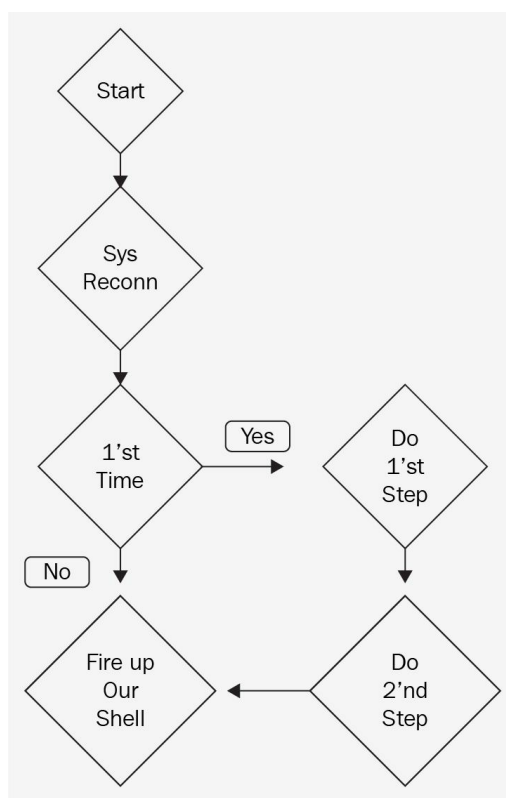 Start
Sys
Reconn
1'st
Time
Yes
Do
1'st
Step
No
Fire up
Our
Shell
Do
2'nd
Step